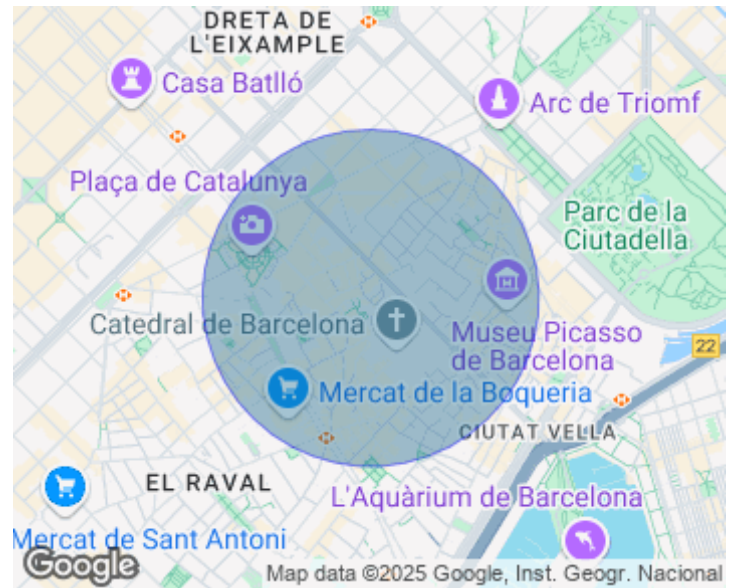 DRETA DE
L'EIXAMPLE
Casa Batlló
Arc de Triomf
Plaça de Catalunya
Parc de la
Ciutadella
Catedral de Barcelona
Museu Picasso
de Barcelona
22
Mercat de la Boqueria
CIUTAT VELLA
EL RAVAL
L'Aquàrium de Barcelona
Mercat de Sant Antoni
Google
Map data ©2025 Google, Inst. Geogr. Nacional